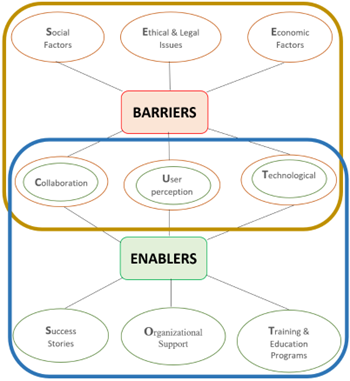 Social
Factors
Ethical & Legal
Issues
Economic
Factors
BARRIERS
Collaboration
User
perception
Technological
ENABLERS
Success
Stories
Organizational
Support
Training &
Education
Programs